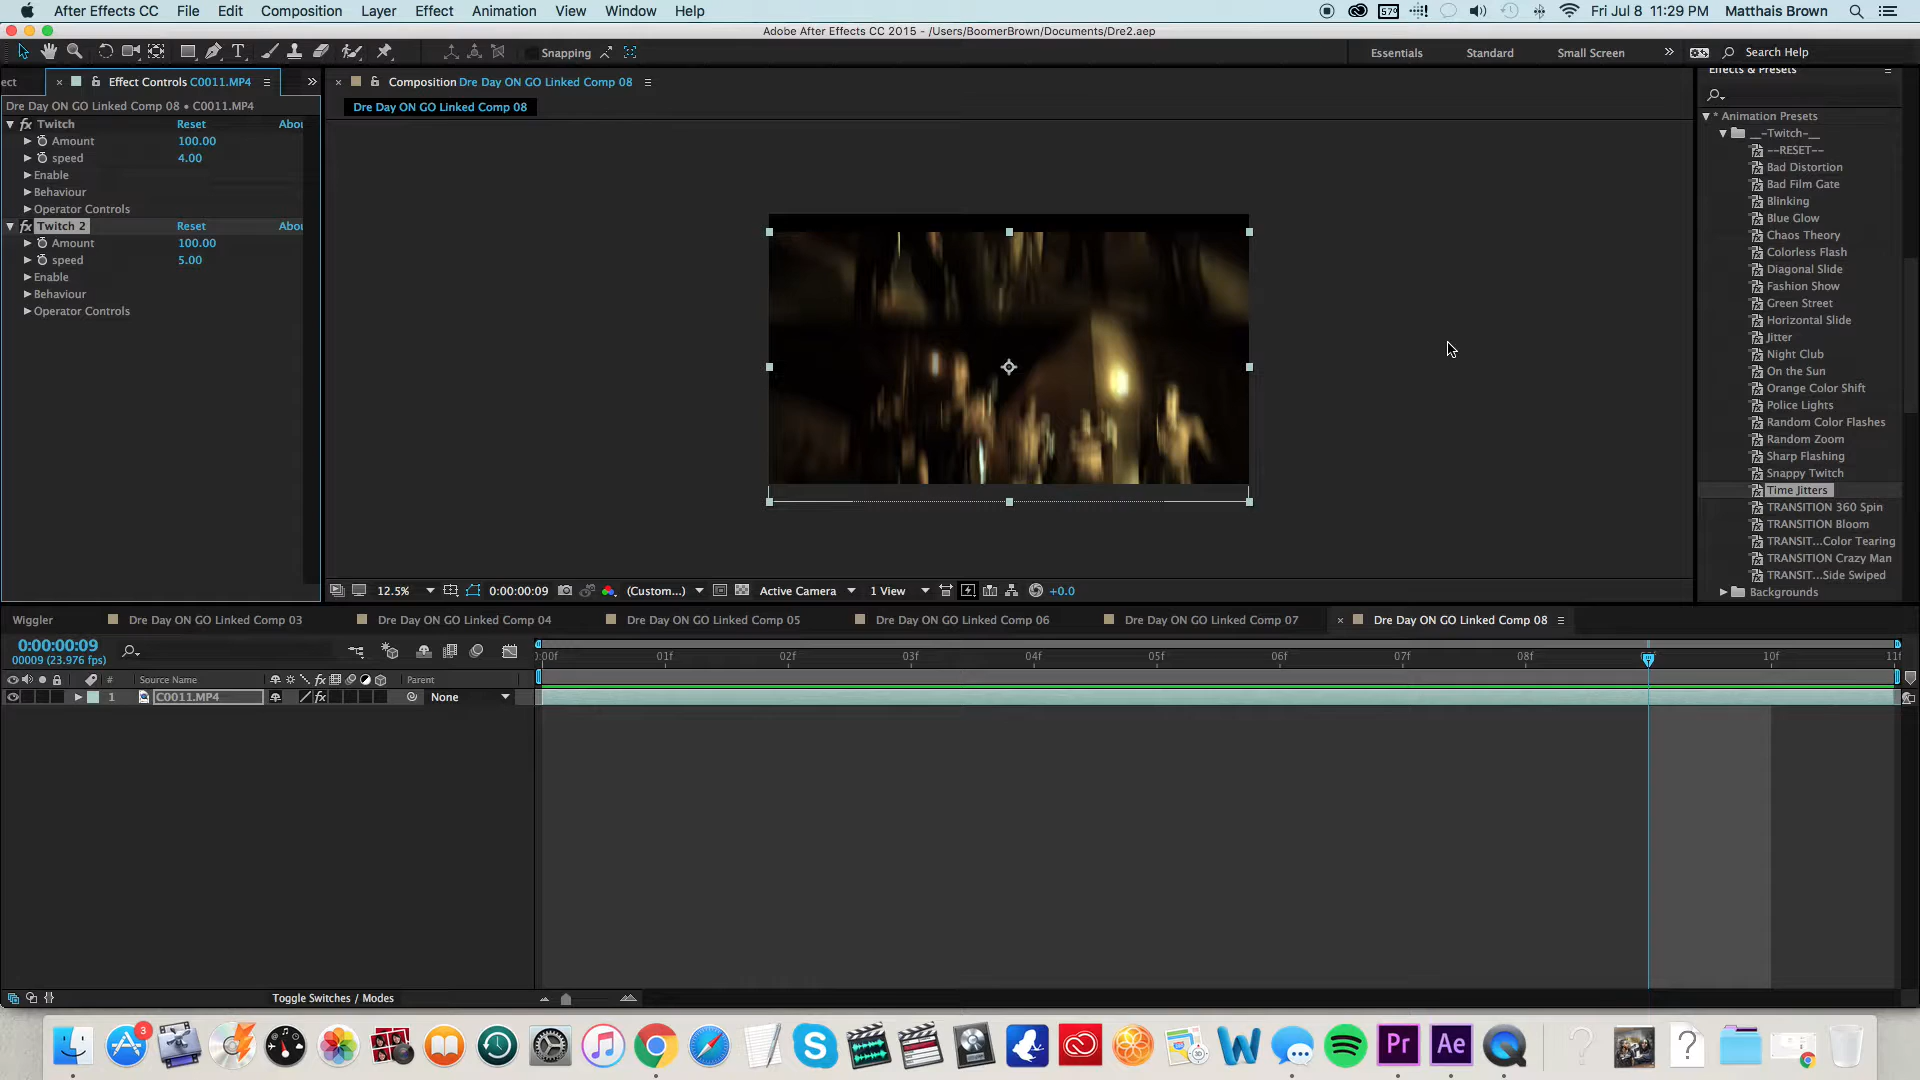 After Effects CC File Edit Composition Layer Effect Animation View Window Help 57° Fri Jul 8 11:29 PM Matthais Brown
Adobe After Effects CC 2015 - /Users/BoomerBrown/Documents/Dre2.aep
Snapping Essentials Standard Small Screen Search Help
ect Effect Controls C0011.MP4
Composition Dre Day ON GO Linked Comp 08
Effects & Presets
Dre Day ON GO Linked Comp 08 • C0011.MP4
Dre Day ON GO Linked Comp 08
fx Twitch Reset Abou
Amount 100.00
speed 4.00
Enable
Behaviour
Operator Controls
fx Twitch 2 Reset Abou
Amount 100.00
speed 5.00
Enable
Behaviour
Operator Controls
* Animation Presets
__-Twitch-__
--RESET--
Bad Distortion
Bad Film Gate
Blinking
Blue Glow
Chaos Theory
Colorless Flash
Diagonal Slide
Fashion Show
Green Street
Horizontal Slide
Jitter
Night Club
On the Sun
Orange Color Shift
Police Lights
Random Color Flashes
Random Zoom
Sharp Flashing
Snappy Twitch
Time Jitters
TRANSITION 360 Spin
TRANSITION Bloom
TRANSIT...Color Tearing
TRANSITION Crazy Man
TRANSIT...Side Swiped
Backgrounds
12.5% 0:00:00:09 (Custom...) Active Camera 1 View +0.0
Wiggler Dre Day ON GO Linked Comp 03 Dre Day ON GO Linked Comp 04 Dre Day ON GO Linked Comp 05 Dre Day ON GO Linked Comp 06 Dre Day ON GO Linked Comp 07 Dre Day ON GO Linked Comp 08
0:00:00:09
00009 (23.976 fps)
:00f 01f 02f 03f 04f 05f 06f 07f 08f 10f 11f
# Source Name fx Parent
1 C0011.MP4 fx None
Toggle Switches / Modes
3 Pr Ae